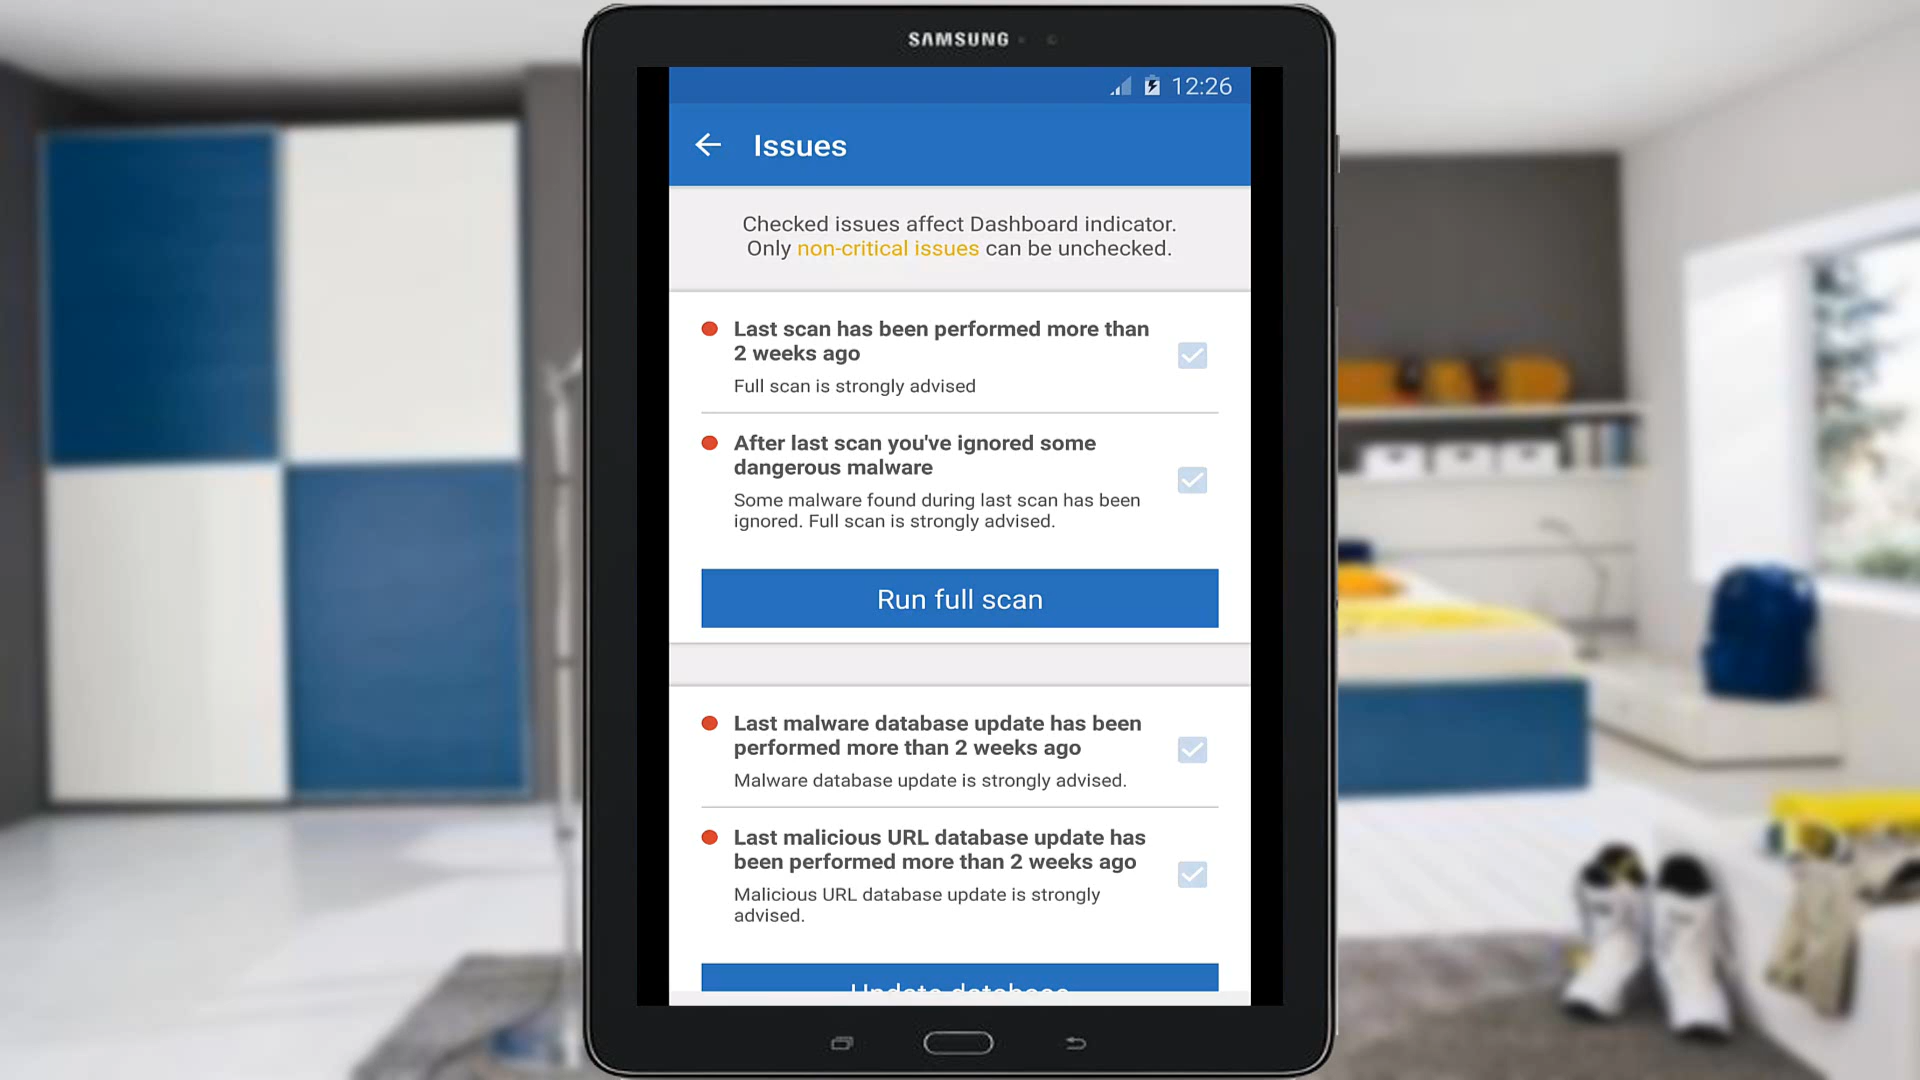 SAMSUNG
12:26
Issues
Checked issues affect Dashboard indicator.
Only non-critical issues can be unchecked.
Last scan has been performed more than
2 weeks ago
Full scan is strongly advised
After last scan you've ignored some
dangerous malware
Some malware found during last scan has been
ignored. Full scan is strongly advised.
Run full scan
Last malware database update has been
performed more than 2 weeks ago
Malware database update is strongly advised.
Last malicious URL database update has
been performed more than 2 weeks ago
Malicious URL database update is strongly
advised.
Update database